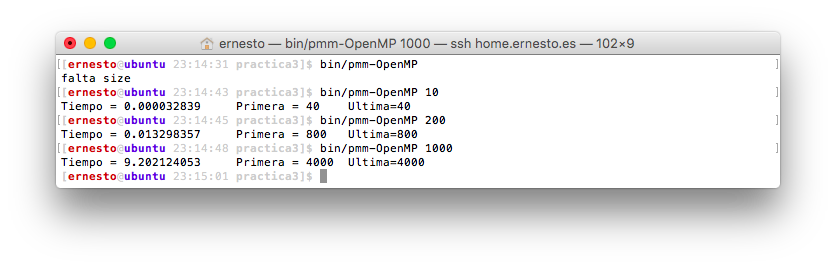 ernesto — bin/pmm-OpenMP 1000 — ssh home.ernesto.es — 102×9
[[ernesto@ubuntu 23:14:31 practica3]$ bin/pmm-OpenMP ]
falta size
[[ernesto@ubuntu 23:14:43 practica3]$ bin/pmm-OpenMP 10 ]
Tiempo = 0.000032839 Primera = 40 Ultima=40
[[ernesto@ubuntu 23:14:45 practica3]$ bin/pmm-OpenMP 200 ]
Tiempo = 0.013298357 Primera = 800 Ultima=800
[[ernesto@ubuntu 23:14:48 practica3]$ bin/pmm-OpenMP 1000 ]
Tiempo = 9.202124053 Primera = 4000 Ultima=4000
[ernesto@ubuntu 23:15:01 practica3]$